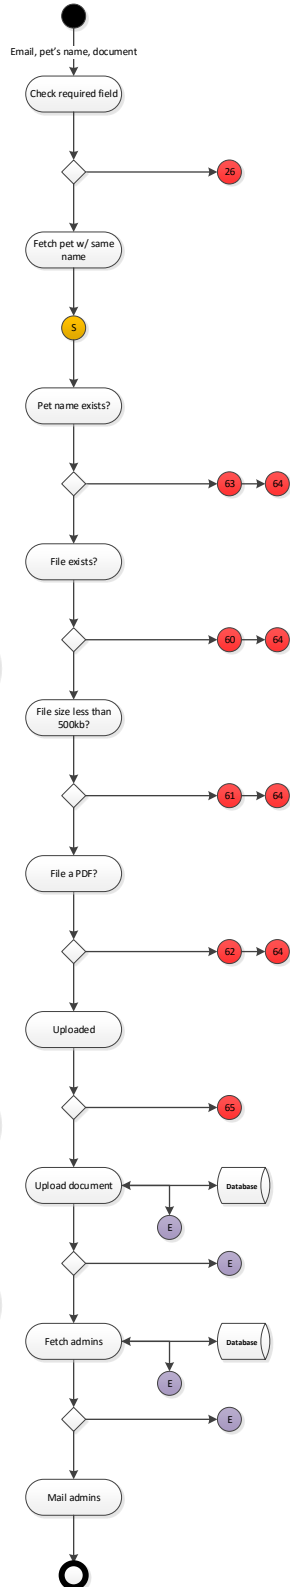 Email, pet's name, document
Check required field
26
Fetch pet w/ same
name
S
Pet name exists?
63
64
File exists?
60
64
File size less than
500kb?
61
64
File a PDF?
62
64
Uploaded
65
Upload document
Database
E
E
Fetch admins
Database
E
E
Mail admins